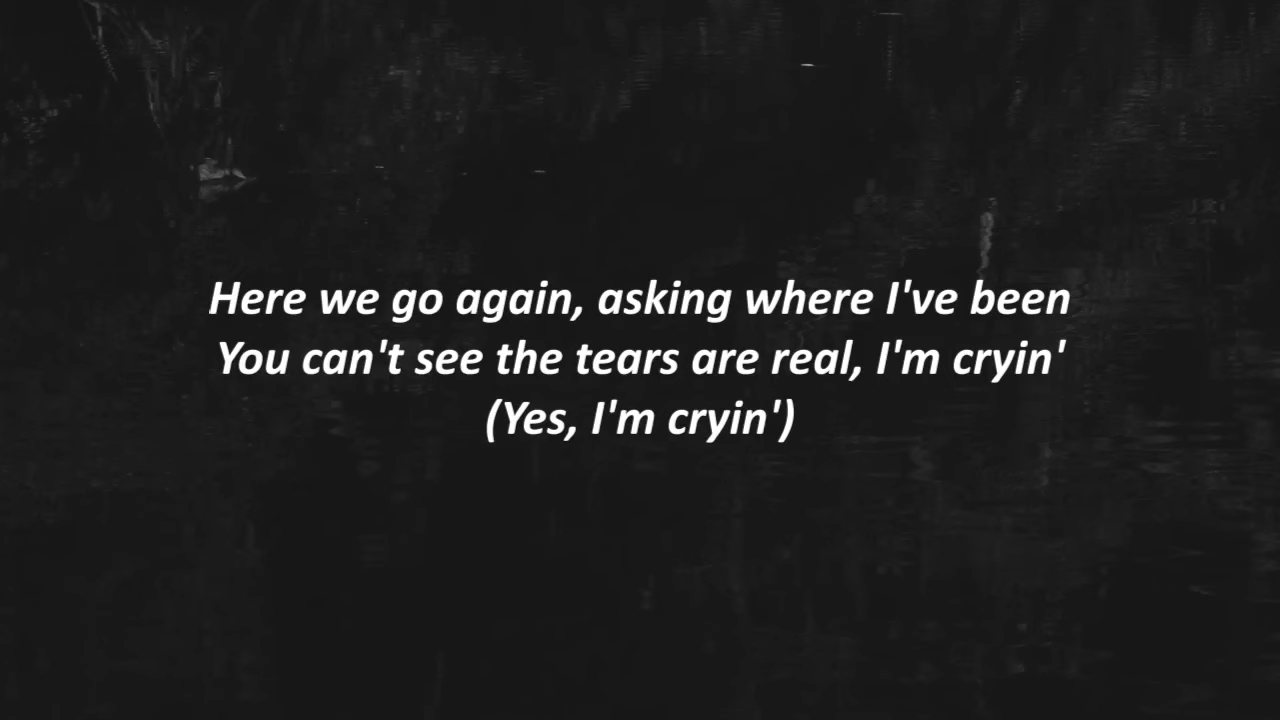 Here we go again, asking where I've been
You can't see the tears are real, I'm cryin'
(Yes, I'm cryin')